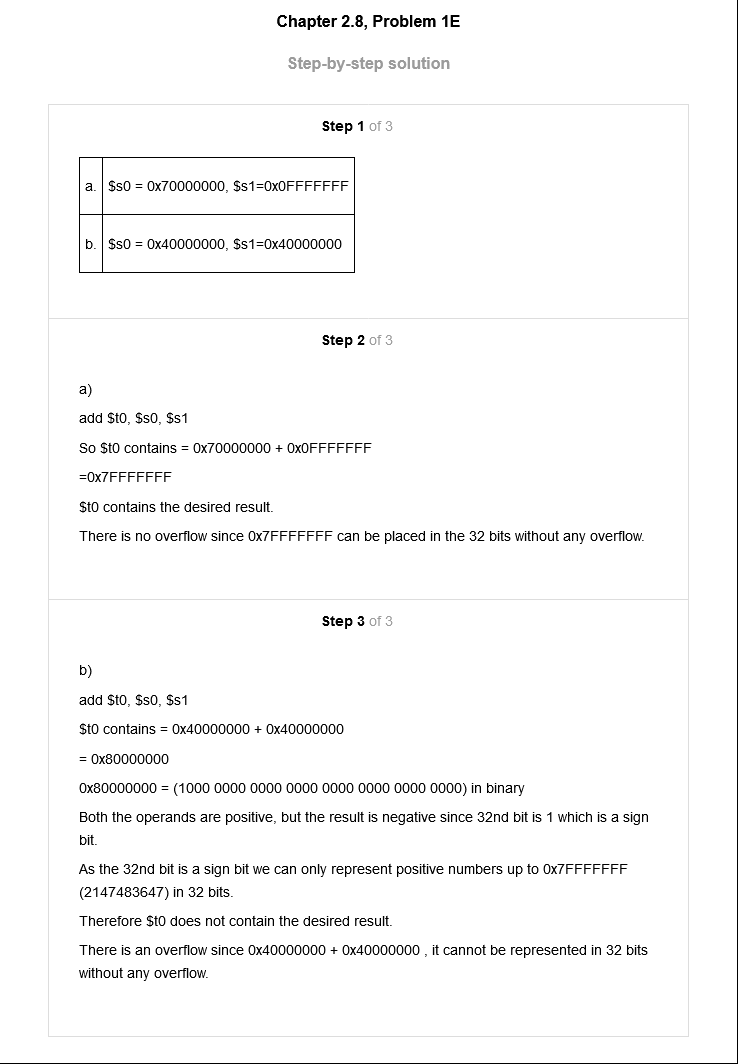 Chapter 2.8, Problem 1E
Step-by-step solution
Step 1 of 3
a. $s0 = 0x70000000, $s1=0x0FFFFFFF
b. $s0 = 0x40000000, $s1=0x40000000
Step 2 of 3
a)
add $t0, $s0, $s1
So $t0 contains = 0x70000000 + 0x0FFFFFFF
=0x7FFFFFFF
$t0 contains the desired result.
There is no overflow since 0x7FFFFFFF can be placed in the 32 bits without any overflow.
Step 3 of 3
b)
add $t0, $s0, $s1
$t0 contains = 0x40000000 + 0x40000000
= 0x80000000
0x80000000 = (1000 0000 0000 0000 0000 0000 0000 0000) in binary
Both the operands are positive, but the result is negative since 32nd bit is 1 which is a sign
bit.
As the 32nd bit is a sign bit we can only represent positive numbers up to 0x7FFFFFFF
(2147483647) in 32 bits.
Therefore $t0 does not contain the desired result.
There is an overflow since 0x40000000 + 0x40000000 , it cannot be represented in 32 bits
without any overflow.